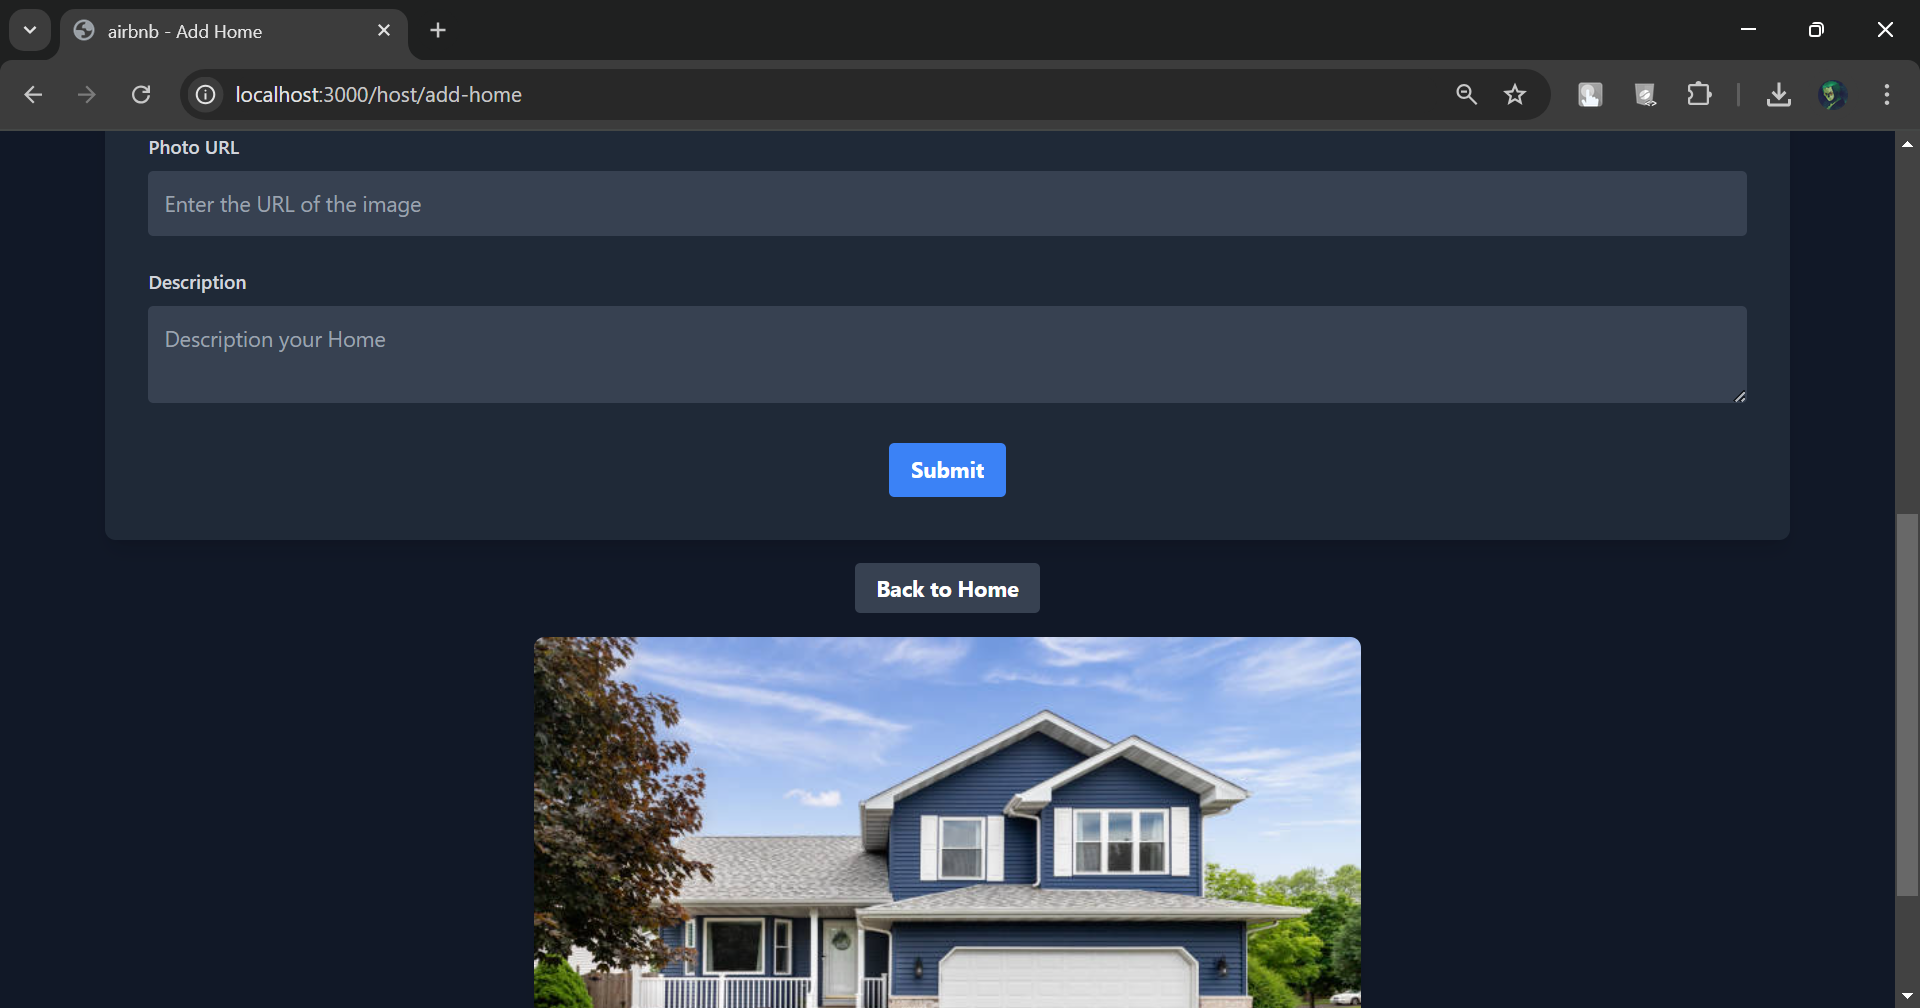 airbnb - Add Home
localhost:3000/host/add-home
Photo URL
Enter the URL of the image
Description
Description your Home
Submit
Back to Home